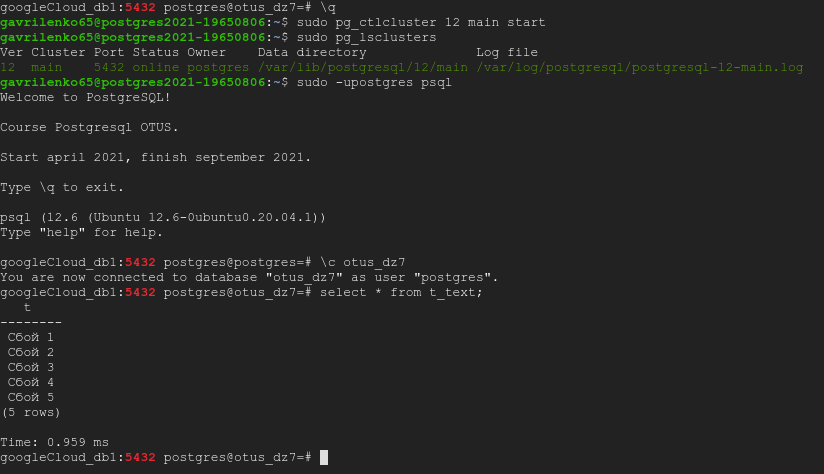 googleCloud_db1:5432 postgres@otus_dz7=# \q
gavrilenko65@postgres2021-19650806:~$ sudo pg_ctlcluster 12 main start
gavrilenko65@postgres2021-19650806:~$ sudo pg_lsclusters
Ver Cluster Port Status Owner    Data directory              Log file
12  main    5432 online postgres /var/lib/postgresql/12/main /var/log/postgresql/postgresql-12-main.log
gavrilenko65@postgres2021-19650806:~$ sudo -upostgres psql
Welcome to PostgreSQL!
Course Postgresql OTUS.
Start april 2021, finish september 2021.
Type \q to exit.
psql (12.6 (Ubuntu 12.6-0ubuntu0.20.04.1))
Type "help" for help.
googleCloud_db1:5432 postgres@postgres=# \c otus_dz7
You are now connected to database "otus_dz7" as user "postgres".
googleCloud_db1:5432 postgres@otus_dz7=# select * from t_text;
   t
--------
 Сбой 1
 Сбой 2
 Сбой 3
 Сбой 4
 Сбой 5
(5 rows)
Time: 0.959 ms
googleCloud_db1:5432 postgres@otus_dz7=#